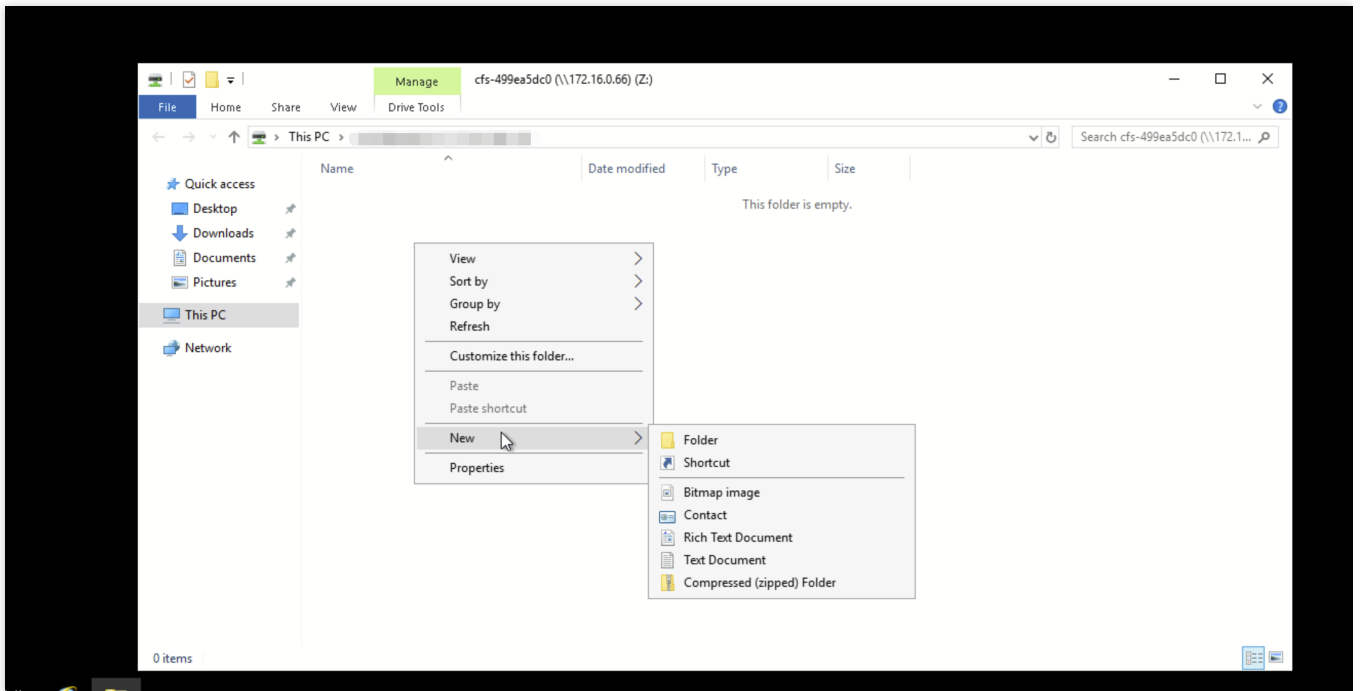 Manage
cfs-499ea5dc0 (\\172.16.0.66) (Z:)
File Home Share View Drive Tools
This PC
Search cfs-499ea5dc0 (\\172.1...
Name Date modified Type Size
This folder is empty.
Quick access
Desktop
Downloads
Documents
Pictures
This PC
Network
View
Sort by
Group by
Refresh
Customize this folder...
Paste
Paste shortcut
New
Properties
Folder
Shortcut
Bitmap image
Contact
Rich Text Document
Text Document
Compressed (zipped) Folder
0 items